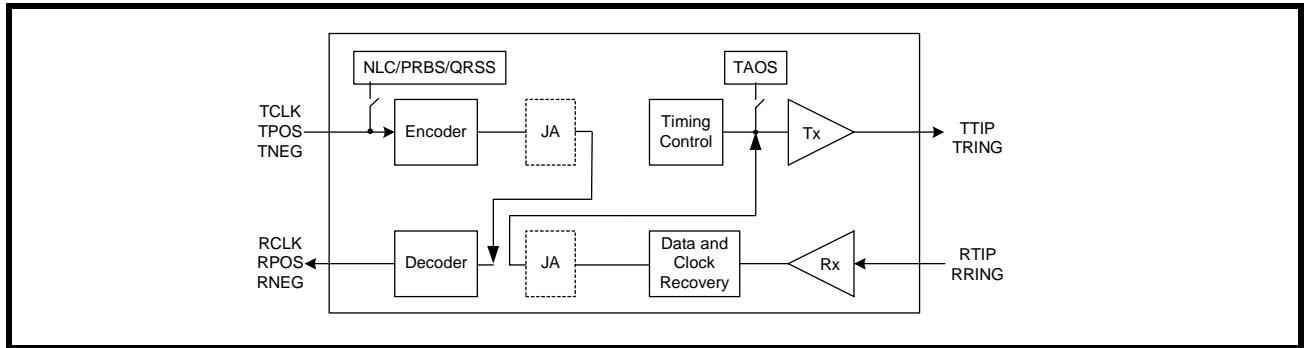 NLC/PRBS/QRSS
TAOS
TCLK
TPOS
TNEG
Encoder
JA
Timing
Control
Tx
TTIP
TRING
RCLK
RPOS
RNEG
Decoder
JA
Data and
Clock
Recovery
Rx
RTIP
RRING